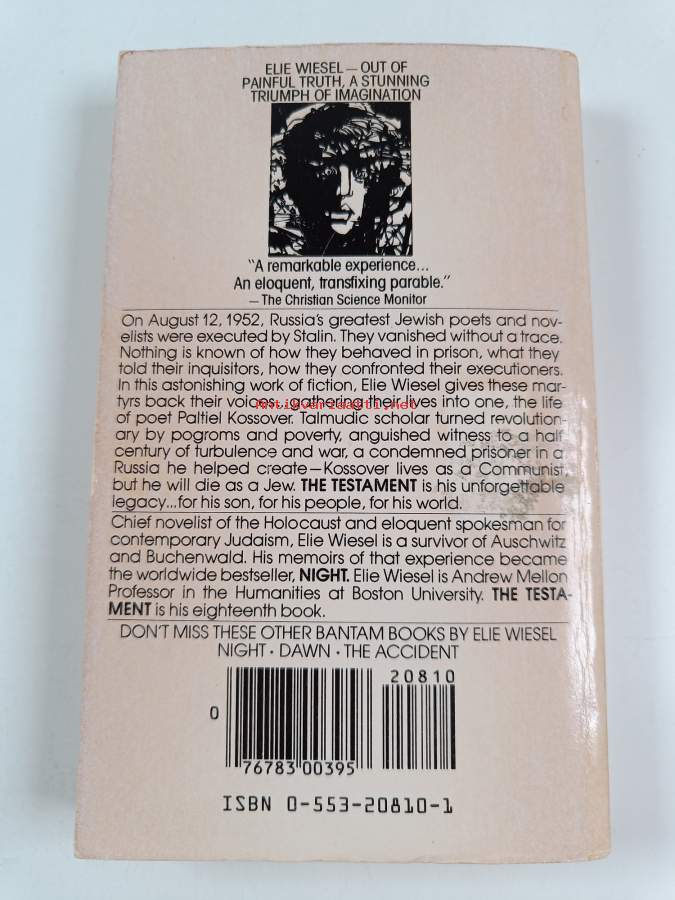 ELIE WIESEL—OUT OF
PAINFUL TRUTH, A STUNNING
TRIUMPH OF IMAGINATION
"A remarkable experience...
An eloquent, transfixing parable."
—The Christian Science Monitor
On August 12, 1952, Russia's greatest Jewish poets and nov-
elists were executed by Stalin. They vanished without a trace.
Nothing is known of how they behaved in prison, what they
told their inquisitors, how they confronted their executioners.
In this astonishing work of fiction, Elie Wiesel gives these mar-
tyrs back their voices... gathering their lives into one, the life
of poet Paltiel Kossover. Talmudic scholar turned revolution-
ary by pogroms and poverty, anguished witness to a half
century of turbulence and war, a condemned prisoner in a
Russia he helped create—Kossover lives as a Communist,
but he will die as a Jew. THE TESTAMENT is his unforgettable
legacy...for his son, for his people, for his world.
Chief novelist of the Holocaust and eloquent spokesman for
contemporary Judaism, Elie Wiesel is a survivor of Auschwitz
and Buchenwald. His memoirs of that experience became
the worldwide bestseller, NIGHT. Elie Wiesel is Andrew Mellon
Professor in the Humanities at Boston University. THE TESTA-
MENT is his eighteenth book.
DON'T MISS THESE OTHER BANTAM BOOKS BY ELIE WIESEL
NIGHT • DAWN • THE ACCIDENT
20810
0
76783 00395
ISBN 0-553-20810-1